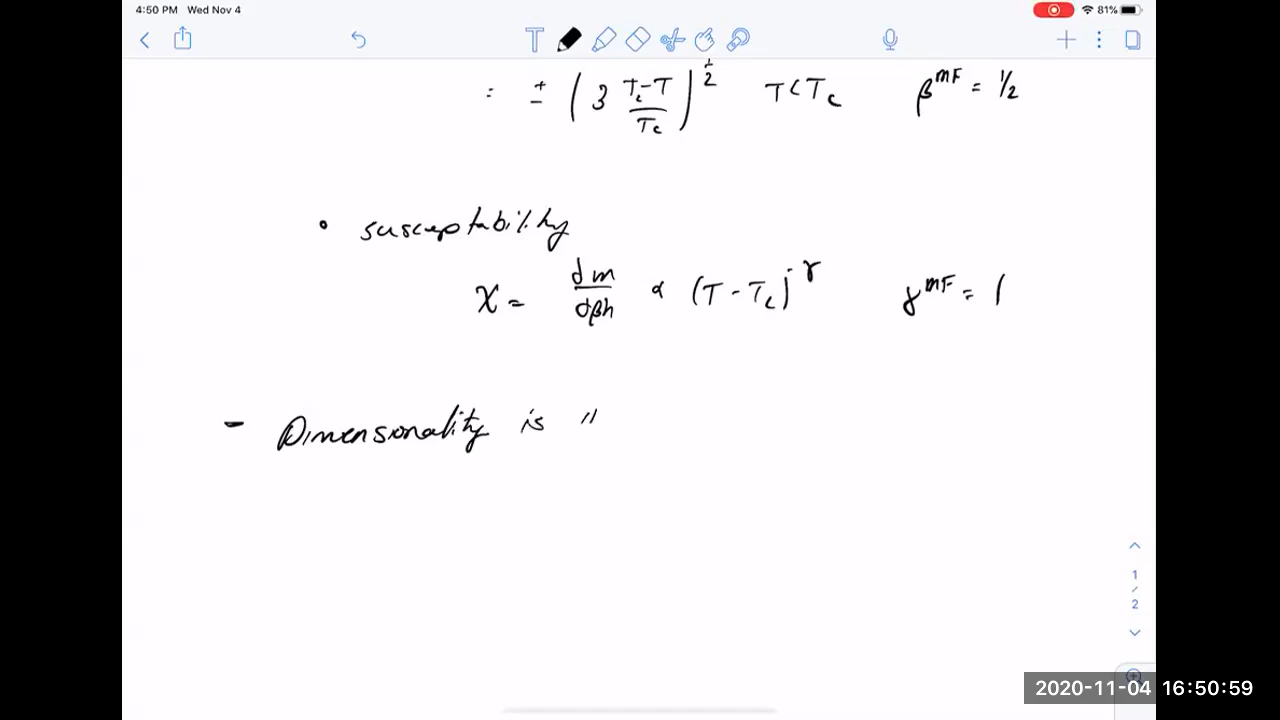 4:50 PM Wed Nov 4
81%
= ± ( 3 (T_c - T)/T_c )^{1/2} T < T_c β^{MF} = 1/2
• susceptability
χ = dm/dβh ∝ (T - T_c)^{-γ} γ^{MF} = 1
- Dimensionality is "
1
/
2
2020-11-04 16:50:59